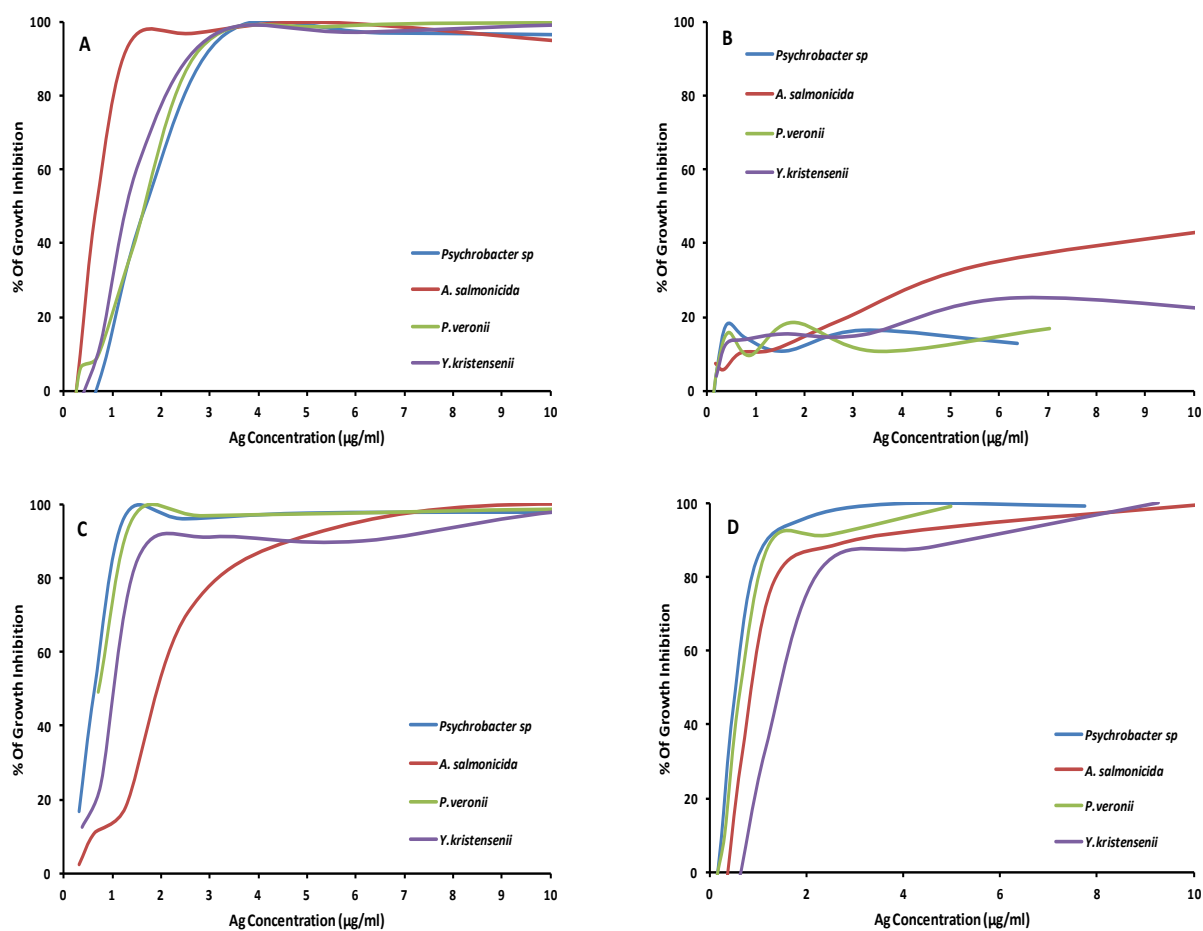 A
% Of Growth Inhibition
100
80
60
40
20
0
Psychrobacter sp
A. salmonicida
P.veronii
Y.kristensenii
0 1 2 3 4 5 6 7 8 9 10
Ag Concentration (µg/ml)
B
% Of Growth Inhibition
100
80
60
40
20
0
Psychrobacter sp
A. salmonicida
P.veronii
Y.kristensenii
0 1 2 3 4 5 6 7 8 9 10
Ag Concentration (µg/ml)
C
% Of Growth Inhibition
100
80
60
40
20
0
Psychrobacter sp
A. salmonicida
P.veronii
Y.kristensenii
0 1 2 3 4 5 6 7 8 9 10
Ag Concentration (µg/ml)
D
% Of Growth Inhibition
100
80
60
40
20
0
Psychrobacter sp
A. salmonicida
P.veronii
Y.kristensenii
0 2 4 6 8 10
Ag Concentration (µg/ml)